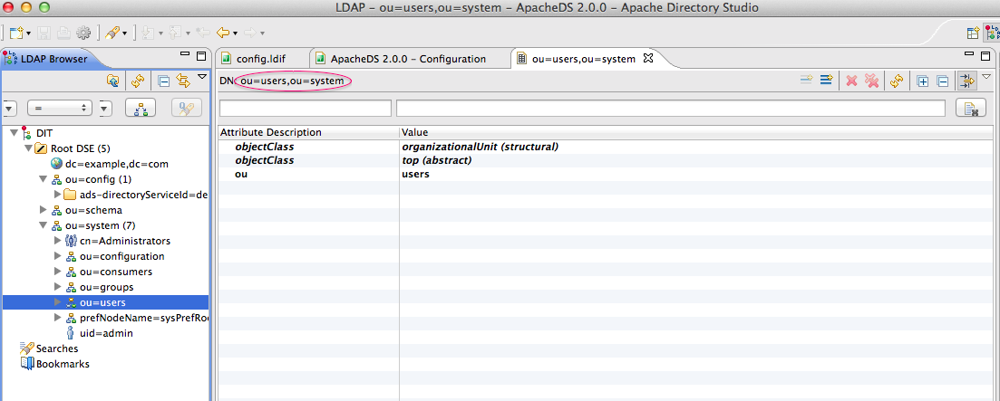 LDAP – ou=users,ou=system – ApacheDS 2.0.0 – Apache Directory Studio
LDAP Browser
config.ldif
ApacheDS 2.0.0 – Configuration
ou=users,ou=system
DN: ou=users,ou=system
=
Attribute Description Value
objectClass organizationalUnit (structural)
objectClass top (abstract)
ou users
DIT
Root DSE (5)
dc=example,dc=com
ou=config (1)
ads-directoryServiceId=de
ou=schema
ou=system (7)
cn=Administrators
ou=configuration
ou=consumers
ou=groups
ou=users
prefNodeName=sysPrefRoo
uid=admin
Searches
Bookmarks